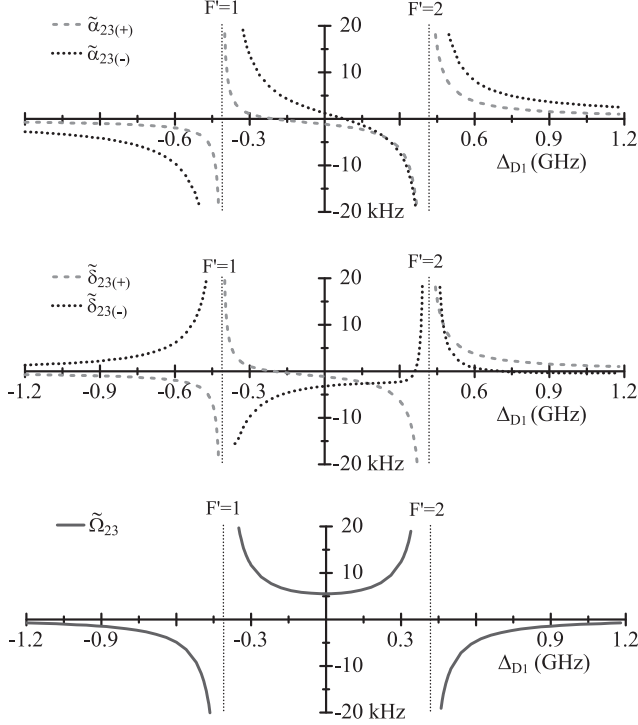 F'=1 F'=2
α̃23(+)
α̃23(-)
20
10
-0.6 -0.3 0.6 0.9 1.2
ΔD1 (GHz)
-10
-20 kHz
F'=1 F'=2
δ̃23(+)
δ̃23(-)
20
10
-1.2 -0.9 -0.6 -0.3 0.6 0.9 1.2
ΔD1 (GHz)
-10
-20 kHz
F'=1 F'=2
Ω̃23
20
10
-1.2 -0.9 -0.3 0.3 0.9 1.2
ΔD1 (GHz)
-10
-20 kHz